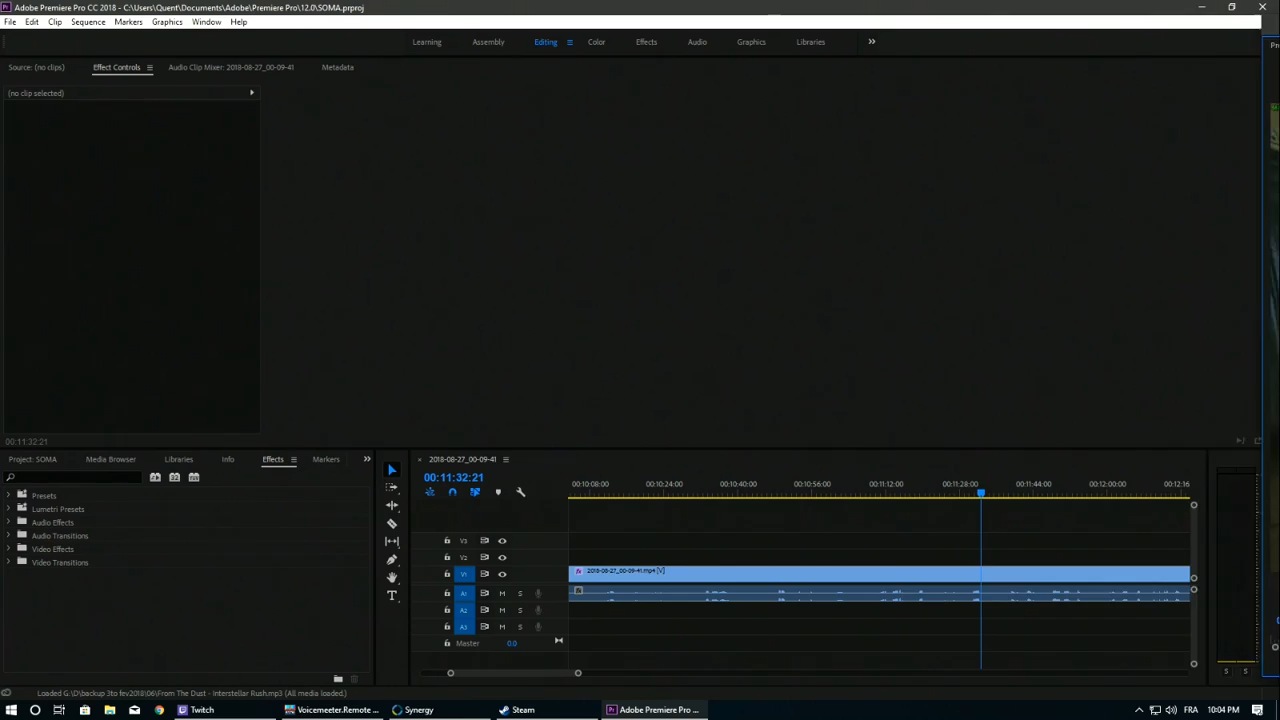 Adobe Premiere Pro CC 2018 - C:\Users\Quent\Documents\Adobe\Premiere Pro\12.0\SOMA.prproj
File Edit Clip Sequence Markers Graphics Window Help
Learning Assembly Editing Color Effects Audio Graphics Libraries
Source: (no clips) Effect Controls Audio Clip Mixer: 2018-08-27_00-09-41 Metadata
(no clip selected)
00:11:32:21
Project: SOMA Media Browser Libraries Info Effects Markers
2018-08-27_00-09-41
00:11:32:21
00:10:08:00 00:10:24:00 00:10:40:00 00:10:56:00 00:11:12:00 00:11:28:00 00:11:44:00 00:12:00:00 00:12:16
Presets
Lumetri Presets
Audio Effects
Audio Transitions
Video Effects
Video Transitions
V3
V2
V1 fx 2018-08-27_00-09-41.mp4 [V]
A1 M S
A2 M S
A3 M S
Master 0.0
S S
Loaded G:\D\backup 3to fev2018\06\From The Dust - Interstellar Rush.mp3 (All media loaded.)
Twitch Voicemeeter.Remote ... Synergy Steam Adobe Premiere Pro ... FRA 10:04 PM